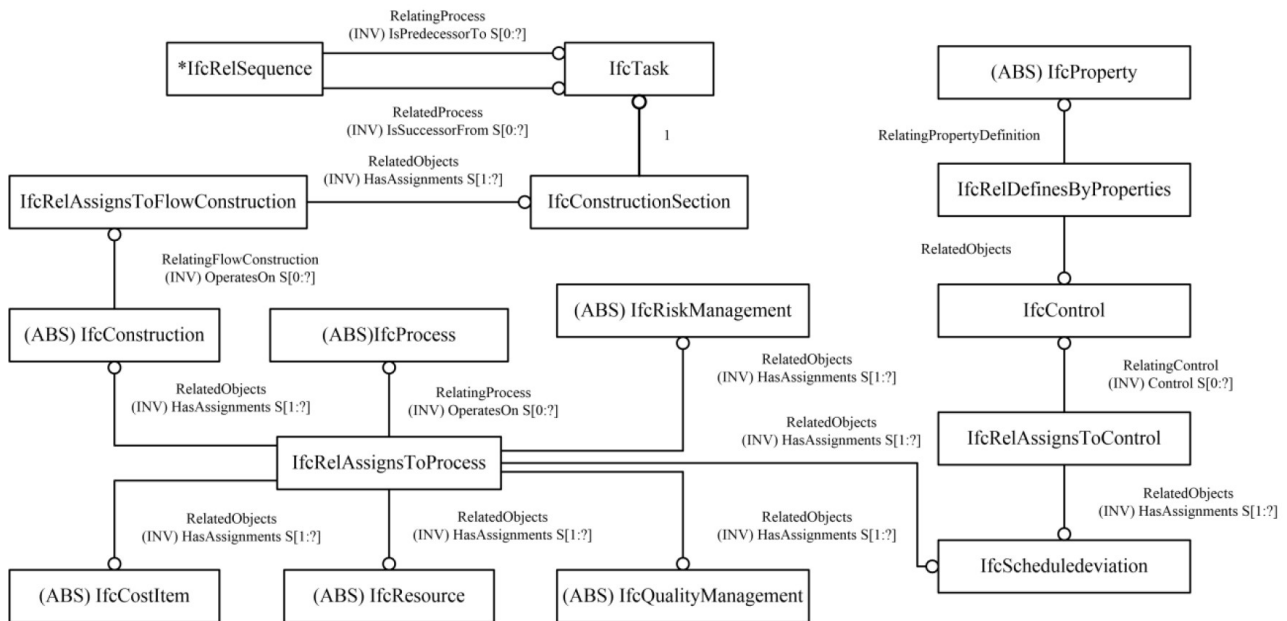 RelatingProcess
(INV) IsPredecessorTo S[0:?]
*IfcRelSequence
IfcTask
(ABS) IfcProperty
RelatedProcess
(INV) IsSuccessorFrom S[0:?]
1
RelatingPropertyDefinition
RelatedObjects
(INV) HasAssignments S[1:?]
IfcRelAssignsToFlowConstruction
IfcConstructionSection
IfcRelDefinesByProperties
RelatingFlowConstruction
(INV) OperatesOn S[0:?]
RelatedObjects
(ABS) IfcConstruction
(ABS)IfcProcess
(ABS) IfcRiskManagement
IfcControl
RelatedObjects
(INV) HasAssignments S[1:?]
RelatingProcess
(INV) OperatesOn S[0:?]
RelatedObjects
(INV) HasAssignments S[1:?]
RelatingControl
(INV) Control S[0:?]
RelatedObjects
(INV) HasAssignments S[1:?]
IfcRelAssignsToProcess
IfcRelAssignsToControl
RelatedObjects
(INV) HasAssignments S[1:?]
RelatedObjects
(INV) HasAssignments S[1:?]
RelatedObjects
(INV) HasAssignments S[1:?]
RelatedObjects
(INV) HasAssignments S[1:?]
(ABS) IfcCostItem
(ABS) IfcResource
(ABS) IfcQualityManagement
IfcScheduledeviation